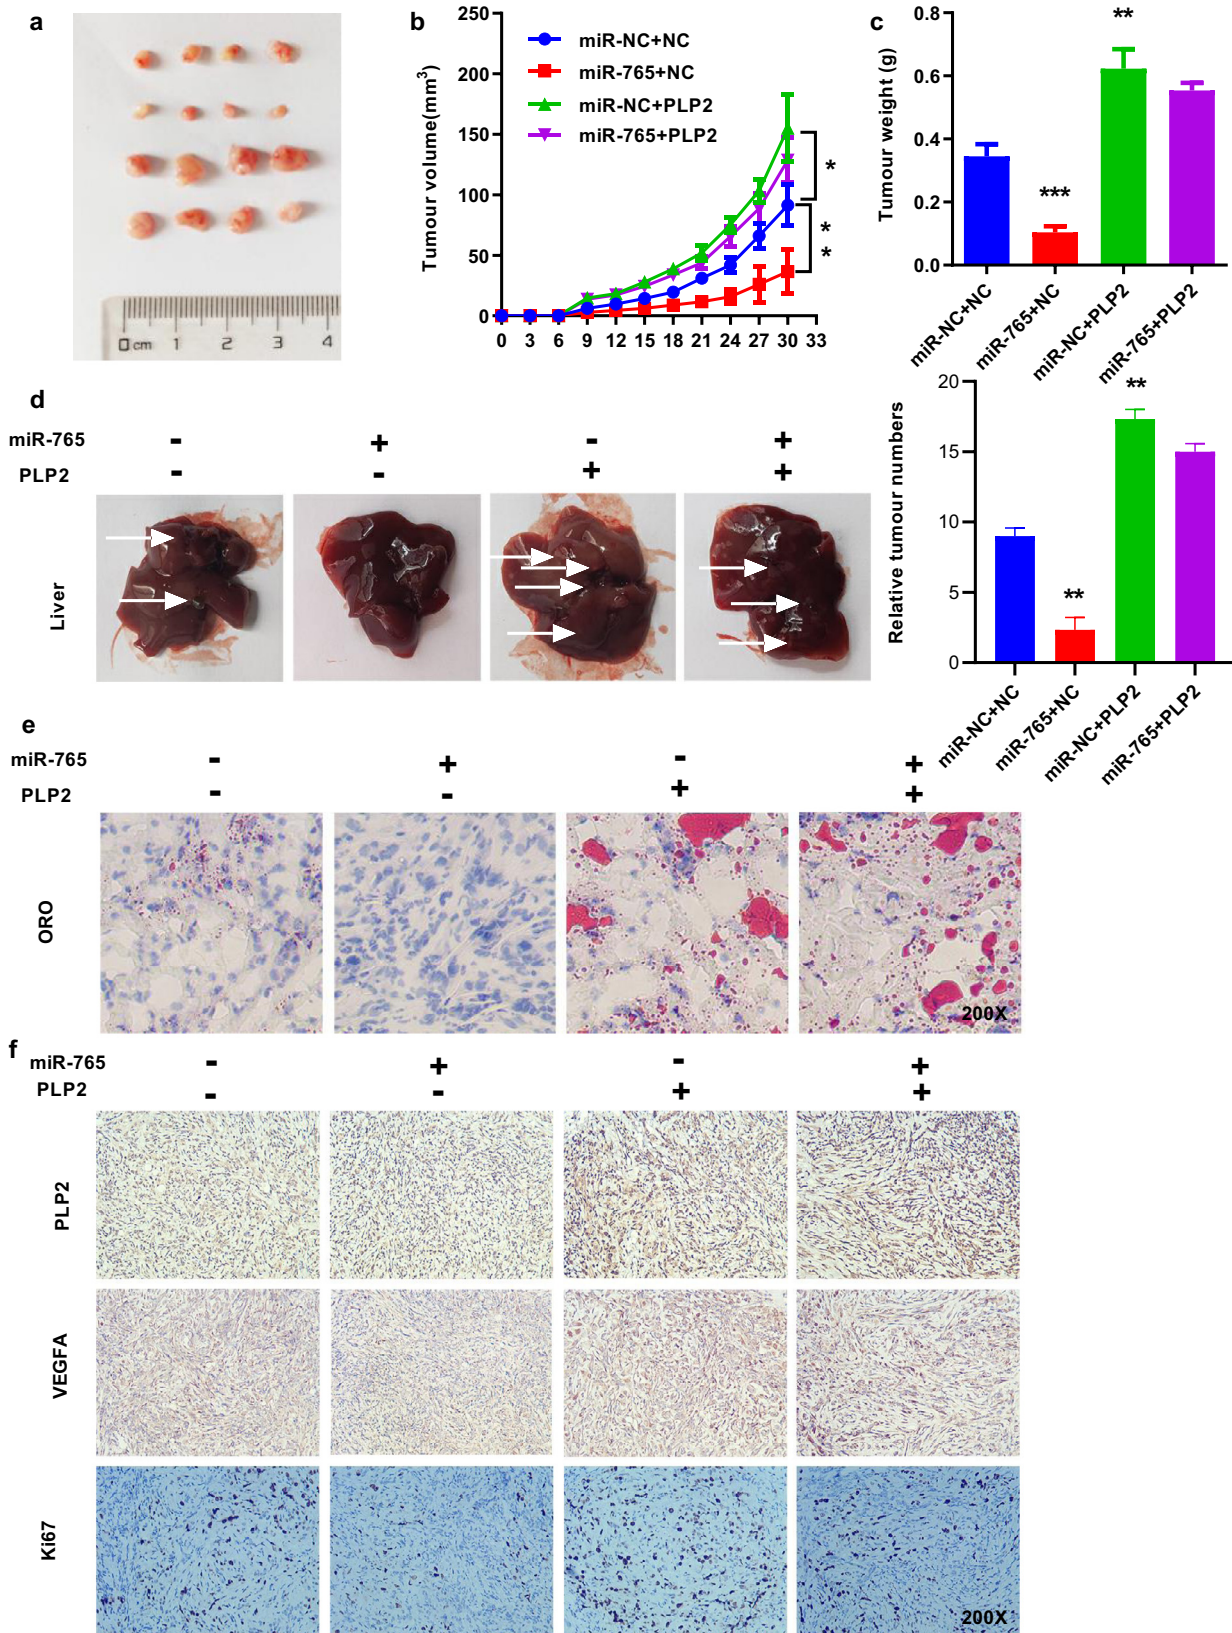 a
0 cm 1 2 3 4
b
Tumour volume(mm³)
250
200
150
100
50
0
0 3 6 9 12 15 18 21 24 27 30 33
miR-NC+NC
miR-765+NC
miR-NC+PLP2
miR-765+PLP2
*
*
*
c
Tumour weight (g)
0.8
0.6
0.4
0.2
0.0
***
**
miR-NC+NC
miR-765+NC
miR-NC+PLP2
miR-765+PLP2
d
miR-765 - + - +
PLP2 - - + +
Liver
Relative tumour numbers
20
15
10
5
0
**
**
miR-NC+NC
miR-765+NC
miR-NC+PLP2
miR-765+PLP2
e
miR-765 - + - +
PLP2 - - + +
ORO
200X
f
miR-765 - + - +
PLP2 - - + +
PLP2
VEGFA
Ki67
200X